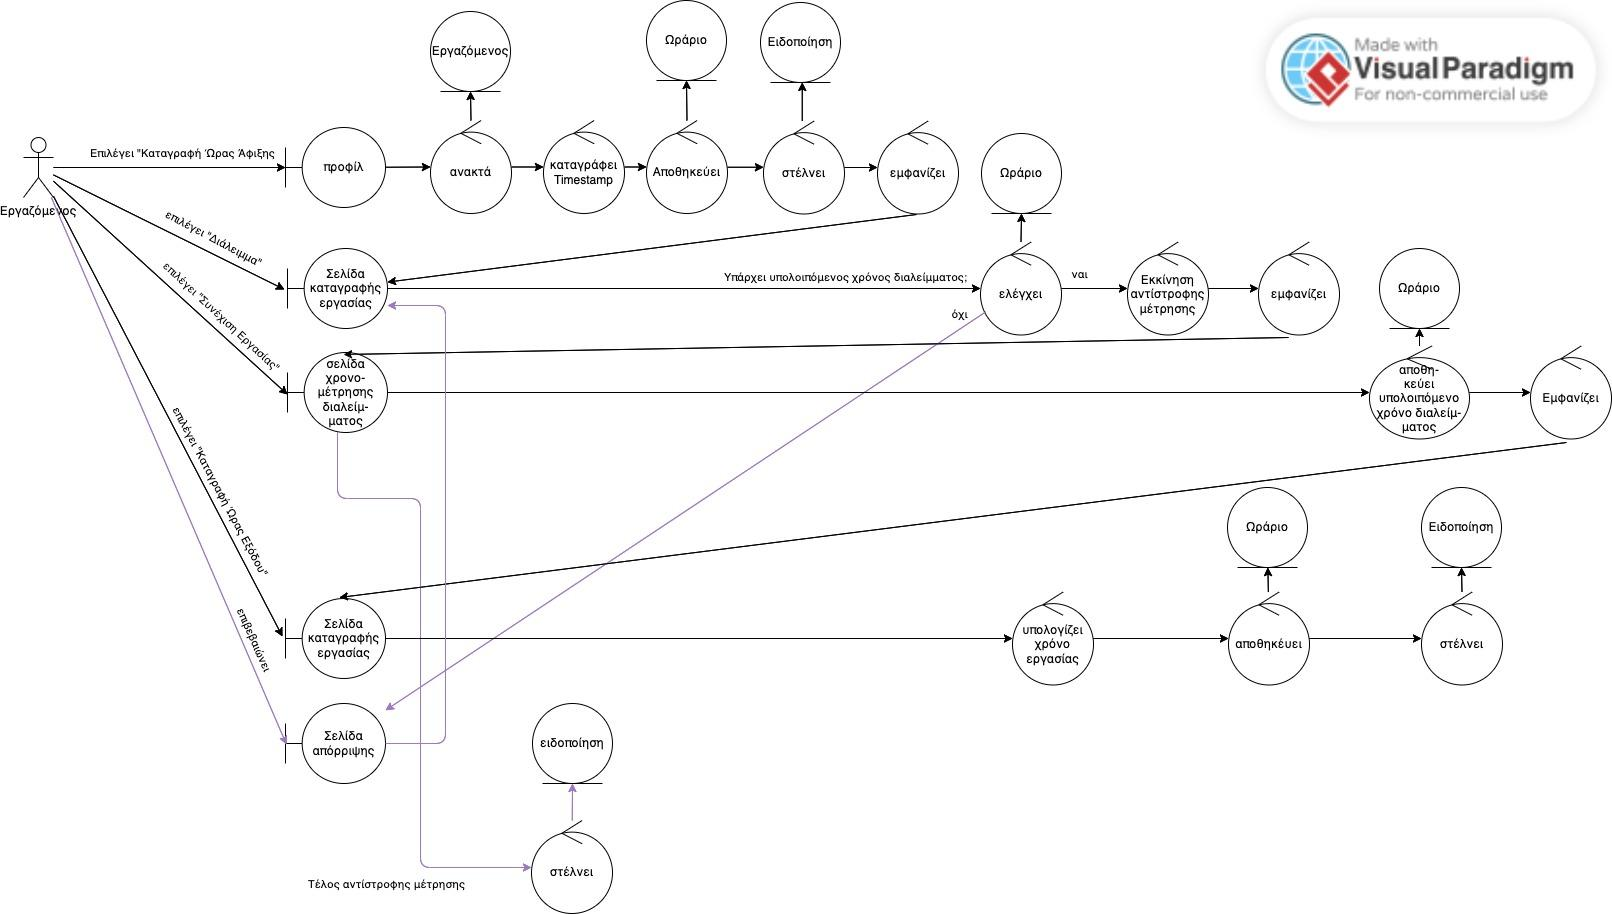 Made with
Visual Paradigm
For non-commercial use
Εργαζόμενος
Ωράριο
Ειδοποίηση
Επιλέγει "Καταγραφή Ώρας Άφιξης
προφίλ
ανακτά
καταγράφει
Timestamp
Αποθηκεύει
στέλνει
εμφανίζει
Ωράριο
Εργαζόμενος
επιλέγει "Διάλειμμα"
Σελίδα
καταγραφής
εργασίας
Υπάρχει υπολοιπόμενος χρόνος διαλείμματος;
ελέγχει
ναι
όχι
Εκκίνηση
αντίστροφης
μέτρησης
εμφανίζει
Ωράριο
επιλέγει "Συνέχιση Εργασίας"
σελίδα
χρονο-
μέτρησης
διαλείμ-
ματος
αποθη-
κεύει
υπολοιπόμενο
χρόνο διαλείμ-
ματος
Εμφανίζει
επιλέγει "Καταγραφή Ώρας Εξόδου"
Ωράριο
Ειδοποίηση
Σελίδα
καταγραφής
εργασίας
υπολογίζει
χρόνο
εργασίας
αποθηκέυει
στέλνει
επιβεβαιώνει
Σελίδα
απόρριψης
ειδοποίηση
στέλνει
Τέλος αντίστροφης μέτρησης